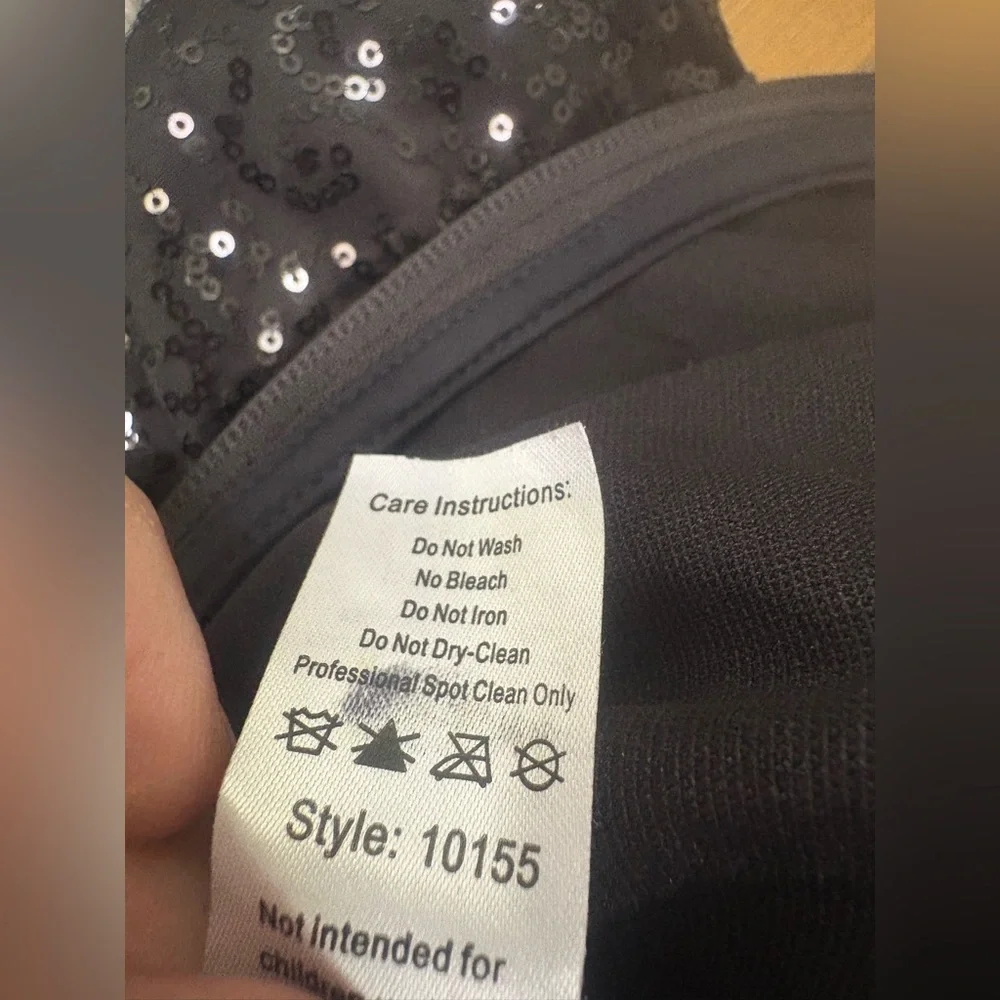 Care Instructions:
Do Not Wash
No Bleach
Do Not Iron
Do Not Dry-Clean
Professional Spot Clean Only
Style: 10155
Not intended for